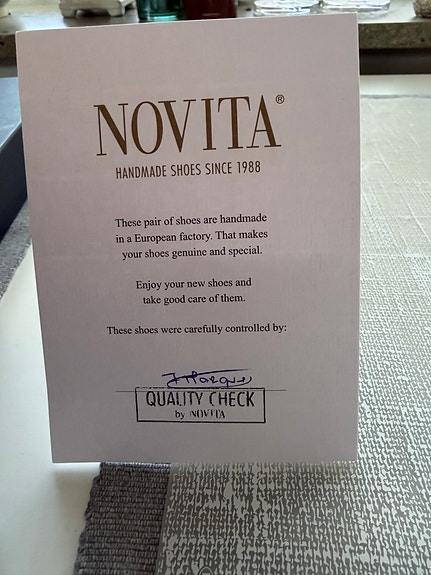 NOVITA®
HANDMADE SHOES SINCE 1988
These pair of shoes are handmade
in a European factory. That makes
your shoes genuine and special.
Enjoy your new shoes and
take good care of them.
These shoes were carefully controlled by:
QUALITY CHECK
by NOVITA